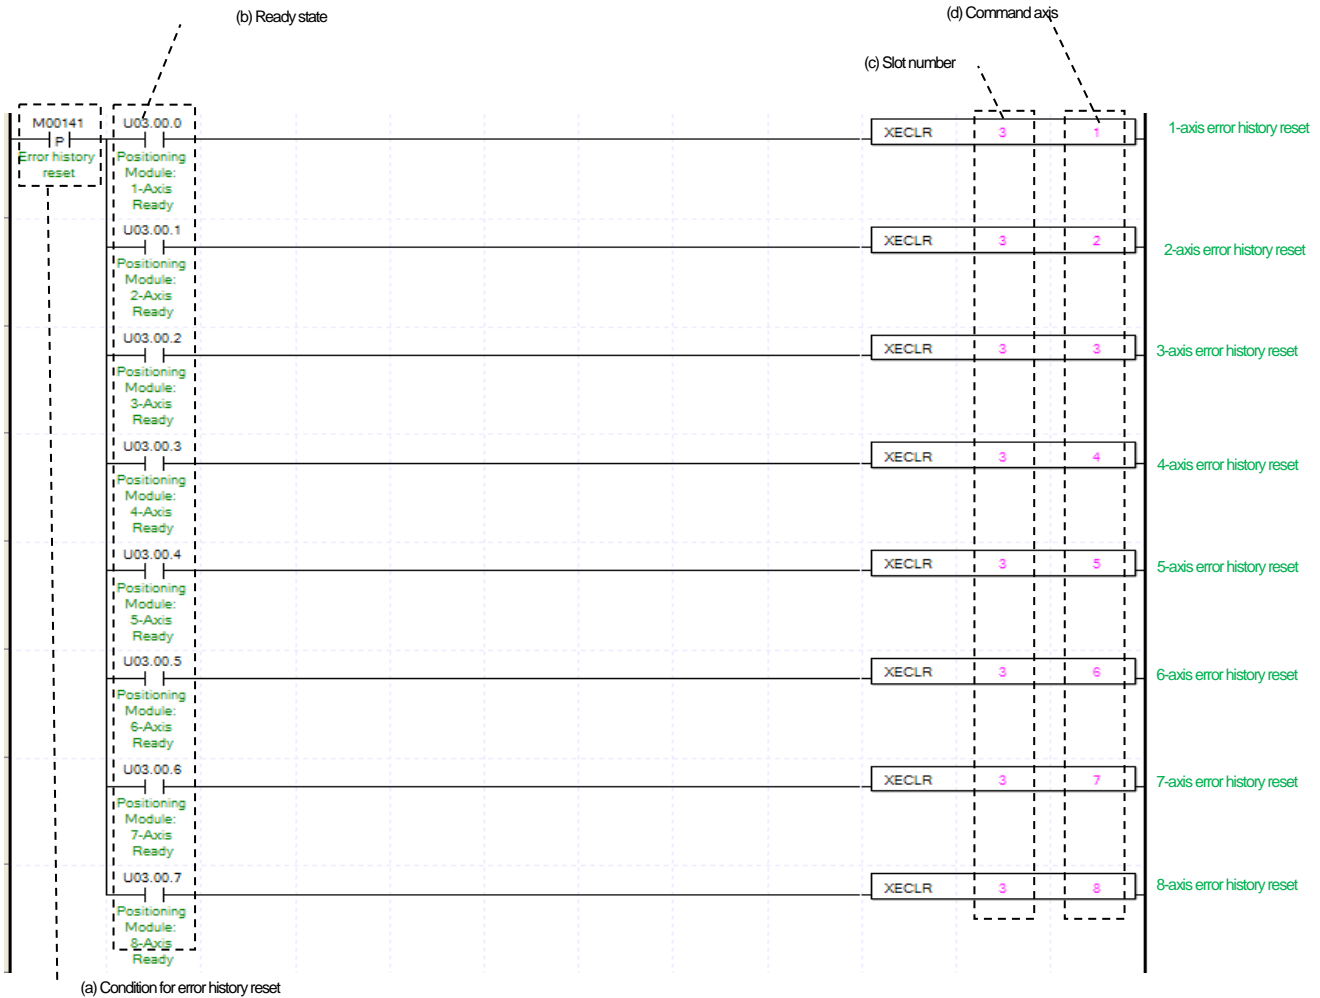 (b) Ready state
(d) Command axis
(c) Slot number
M00141
P
Error history
reset
U03.00.0
Positioning
Module:
1-Axis
Ready
XECLR 3 1
1-axis error history reset
U03.00.1
Positioning
Module:
2-Axis
Ready
XECLR 3 2
2-axis error history reset
U03.00.2
Positioning
Module:
3-Axis
Ready
XECLR 3 3
3-axis error history reset
U03.00.3
Positioning
Module:
4-Axis
Ready
XECLR 3 4
4-axis error history reset
U03.00.4
Positioning
Module:
5-Axis
Ready
XECLR 3 5
5-axis error history reset
U03.00.5
Positioning
Module:
6-Axis
Ready
XECLR 3 6
6-axis error history reset
U03.00.6
Positioning
Module:
7-Axis
Ready
XECLR 3 7
7-axis error history reset
U03.00.7
Positioning
Module:
8-Axis
Ready
XECLR 3 8
8-axis error history reset
(a) Condition for error history reset